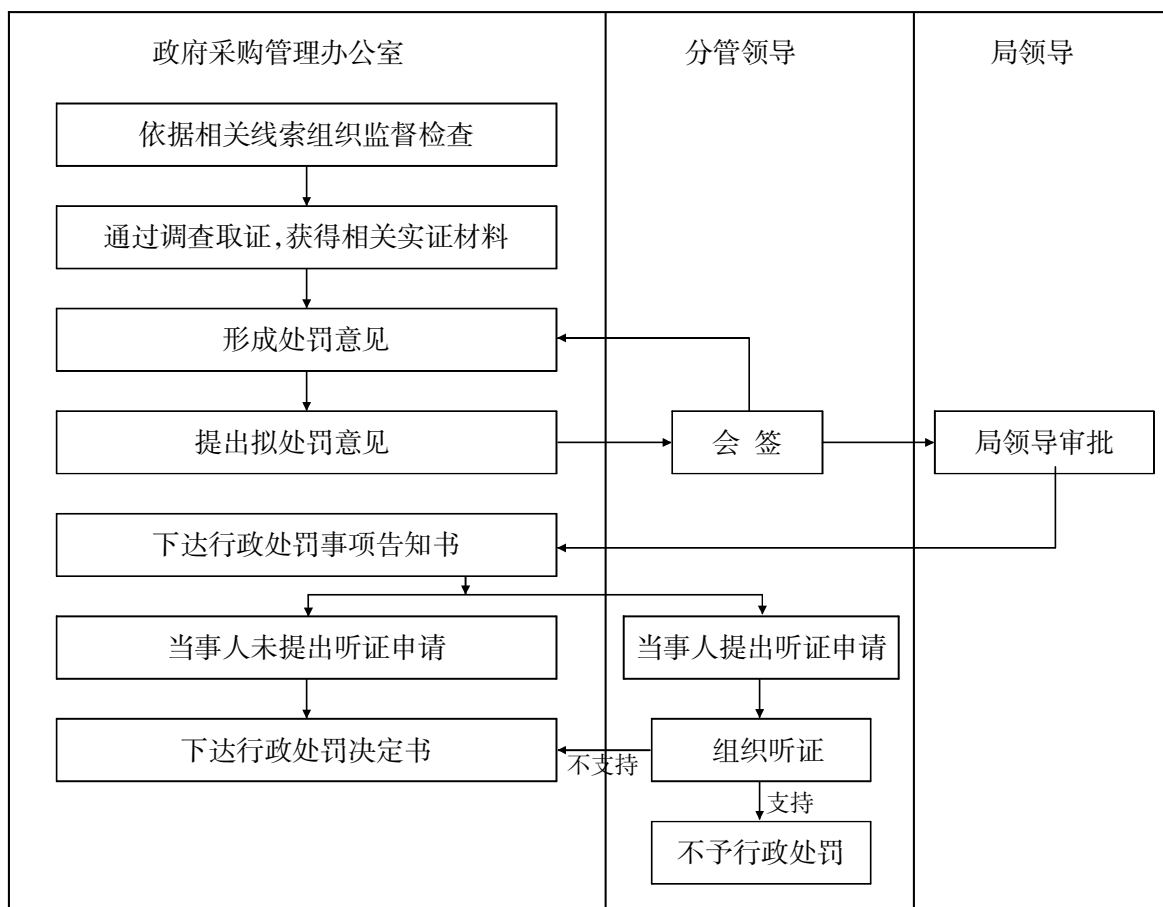 政府采购管理办公室
分管领导
局领导
依据相关线索组织监督检查
通过调查取证,获得相关实证材料
形成处罚意见
提出拟处罚意见
会 签
局领导审批
下达行政处罚事项告知书
当事人未提出听证申请
当事人提出听证申请
下达行政处罚决定书
不支持
组织听证
支持
不予行政处罚